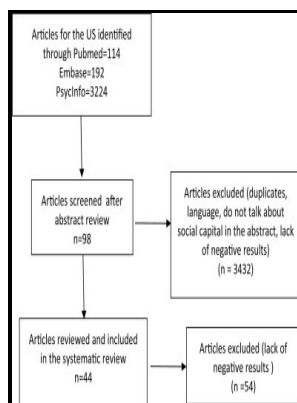 Articles for the US identified
through Pubmed=114
Embase=192
PsycInfo=3224
Articles screened after
abstract review
n=98
Articles excluded (duplicates,
language, do not talk about
social capital in the abstract, lack
of negative results)
(n = 3432)
Articles reviewed and included
in the systematic review
n=44
Articles excluded (lack of
negative results )
(n =54)